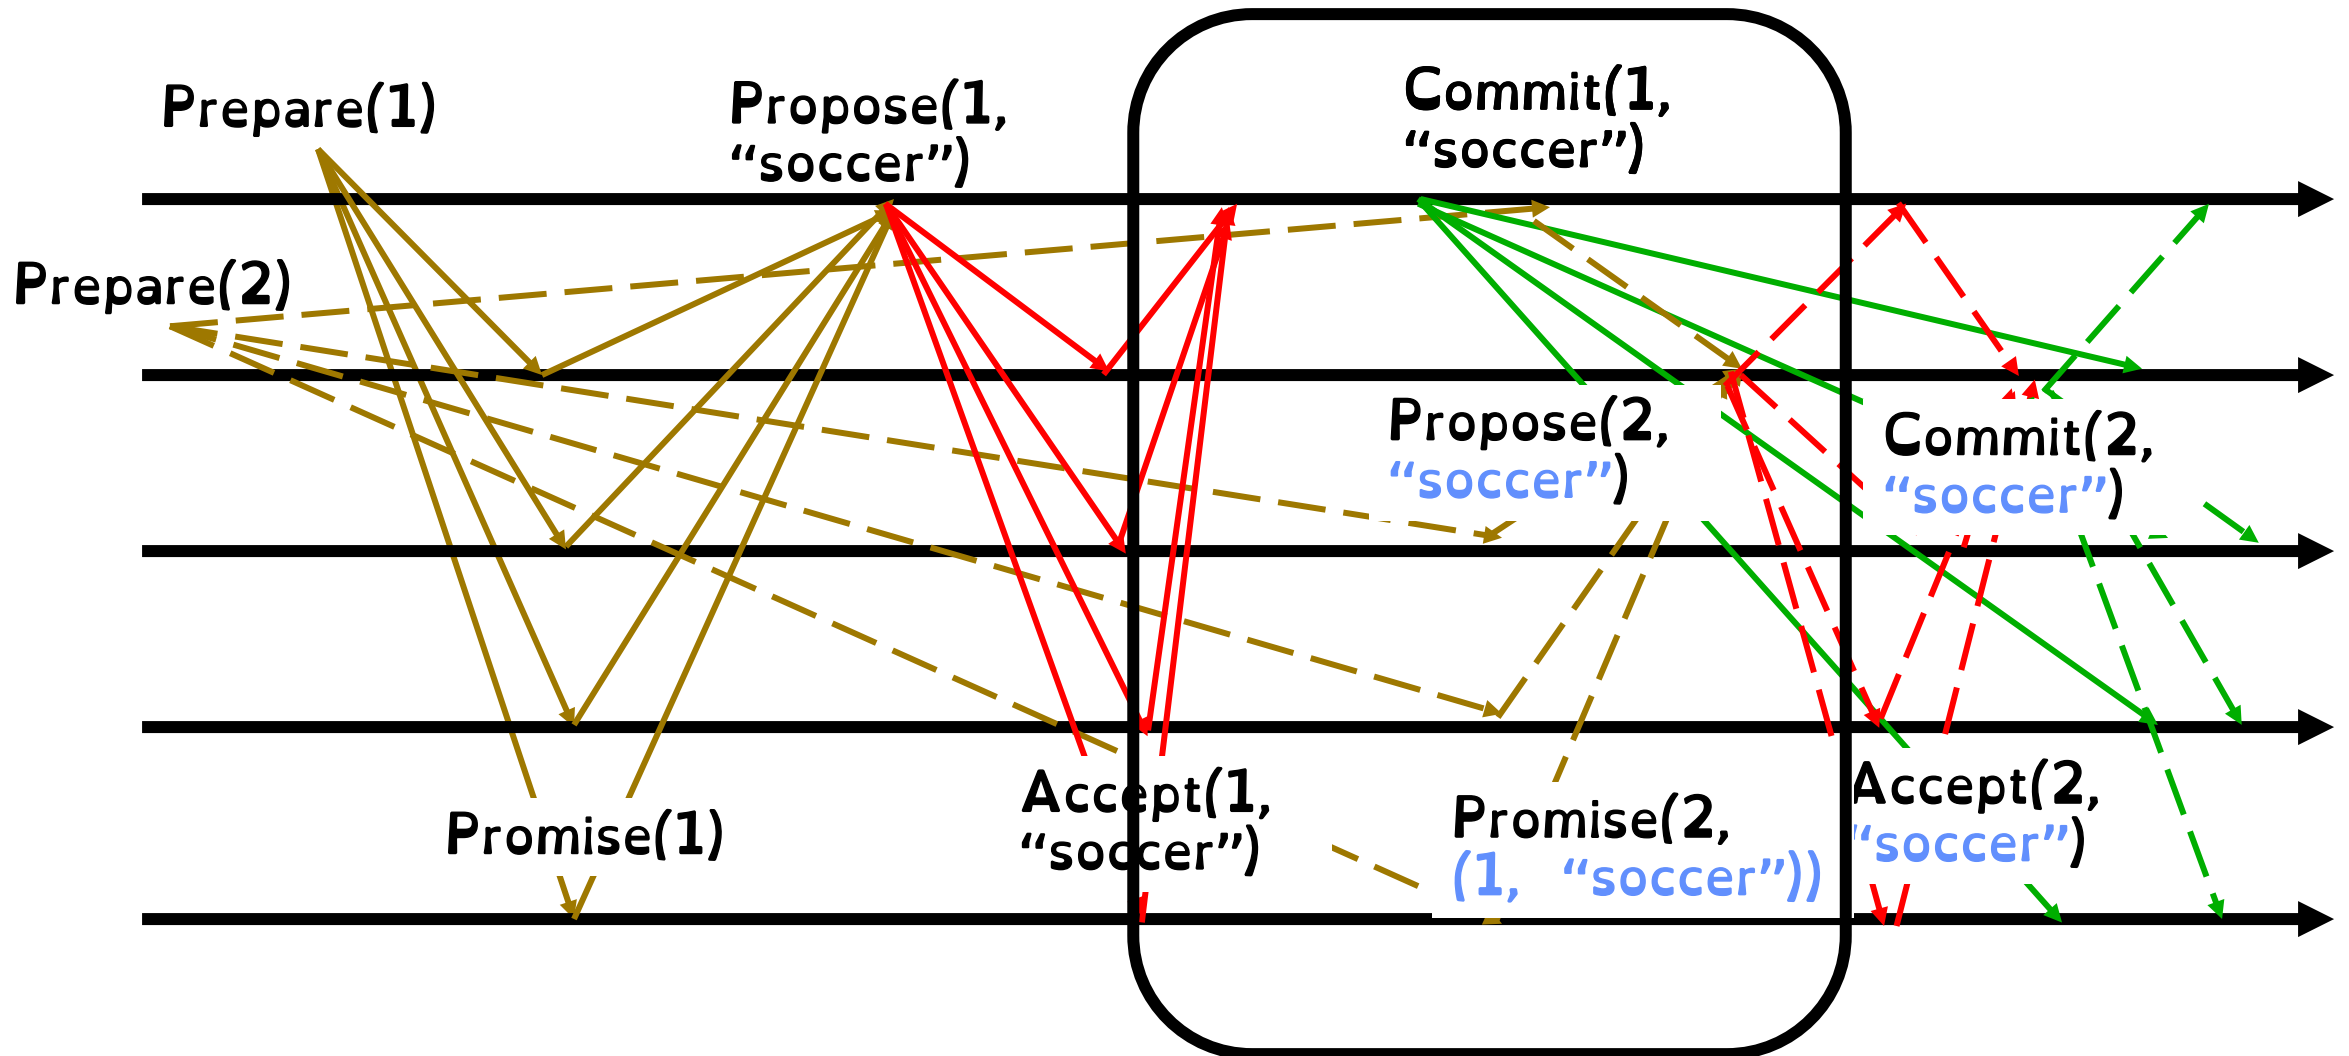 Prepare(1)
Propose(1,
“soccer”)
Commit(1,
“soccer”)
Prepare(2)
Propose(2,
“soccer”)
Commit(2,
“soccer”)
Promise(1)
Accept(1,
“soccer”)
Promise(2,
(1, “soccer”))
Accept(2,
“soccer”)